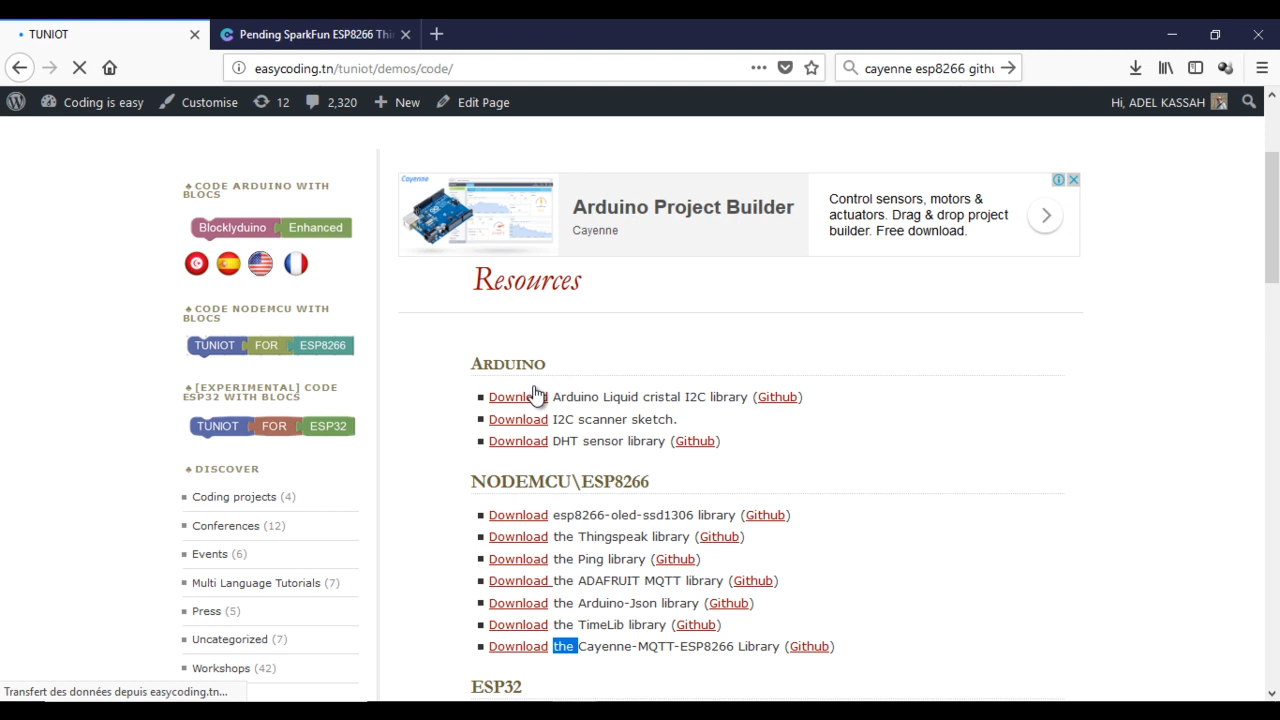 TUNIOT
Pending SparkFun ESP8266 Thi
easycoding.tn/tuniot/demos/code/
cayenne esp8266 githu
Coding is easy
Customise
12
2,320
New
Edit Page
Hi, ADEL KASSAH
♣ CODE ARDUINO WITH
BLOCS
Blocklyduino Enhanced
♣ CODE NODEMCU WITH
BLOCS
TUNIOT FOR ESP8266
♣ [EXPERIMENTAL] CODE
ESP32 WITH BLOCS
TUNIOT FOR ESP32
♣ DISCOVER
Coding projects (4)
Conferences (12)
Events (6)
Multi Language Tutorials (7)
Press (5)
Uncategorized (7)
Workshops (42)
Transfert des données depuis easycoding.tn...
Cayenne
Arduino Project Builder
Cayenne
Control sensors, motors &
actuators. Drag & drop project
builder. Free download.
Resources
ARDUINO
Download Arduino Liquid cristal I2C library (Github)
Download I2C scanner sketch.
Download DHT sensor library (Github)
NODEMCU\ESP8266
Download esp8266-oled-ssd1306 library (Github)
Download the Thingspeak library (Github)
Download the Ping library (Github)
Download the ADAFRUIT MQTT library (Github)
Download the Arduino-Json library (Github)
Download the TimeLib library (Github)
Download the Cayenne-MQTT-ESP8266 Library (Github)
ESP32